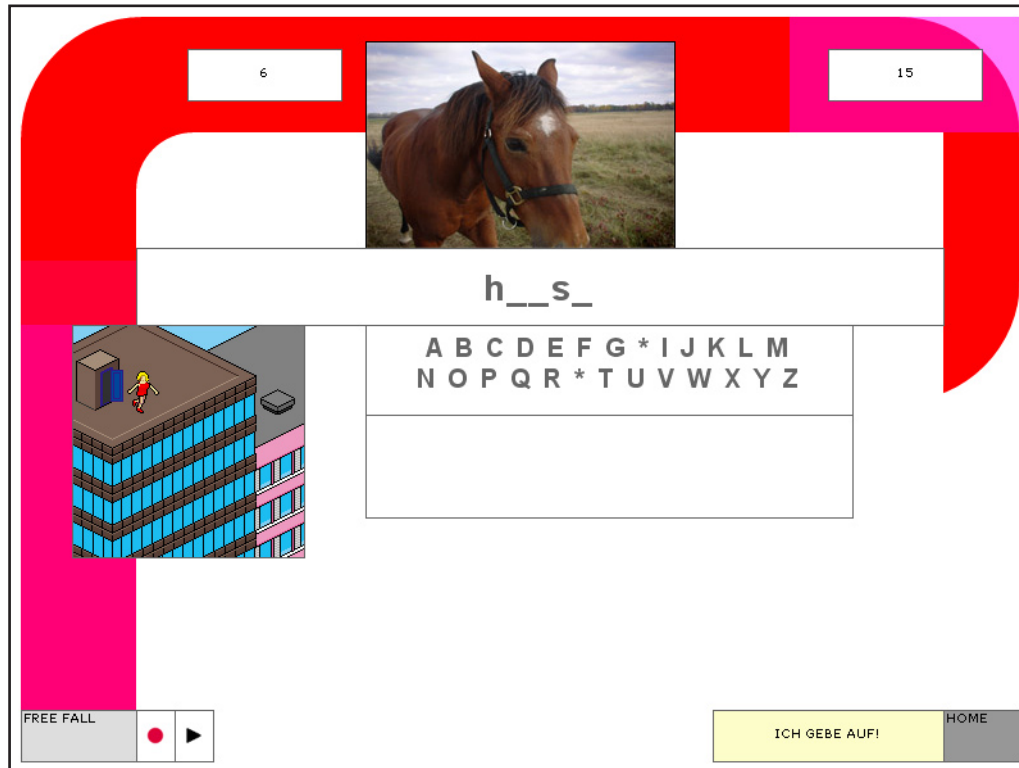 6
15
h__s_
A B C D E F G * I J K L M
N O P Q R * T U V W X Y Z
FREE FALL
ICH GEBE AUF!
HOME